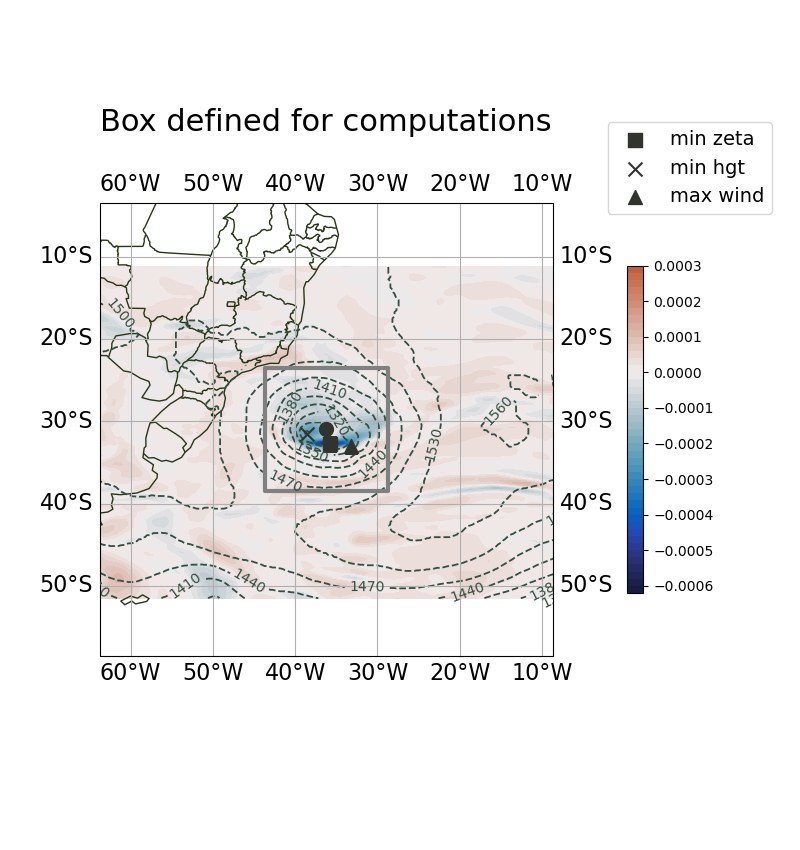 Box defined for computations
min zeta
min hgt
max wind
60°W 50°W 40°W 30°W 20°W 10°W
10°S 10°S
20°S 20°S
30°S 30°S
40°S 40°S
50°S 50°S
60°W 50°W 40°W 30°W 20°W 10°W
0.0003
0.0002
0.0001
0.0000
−0.0001
−0.0002
−0.0003
−0.0004
−0.0005
−0.0006
1500
1410
1380
1320
1560
1530
1350
1440
1470
1410
1440
1470
1440